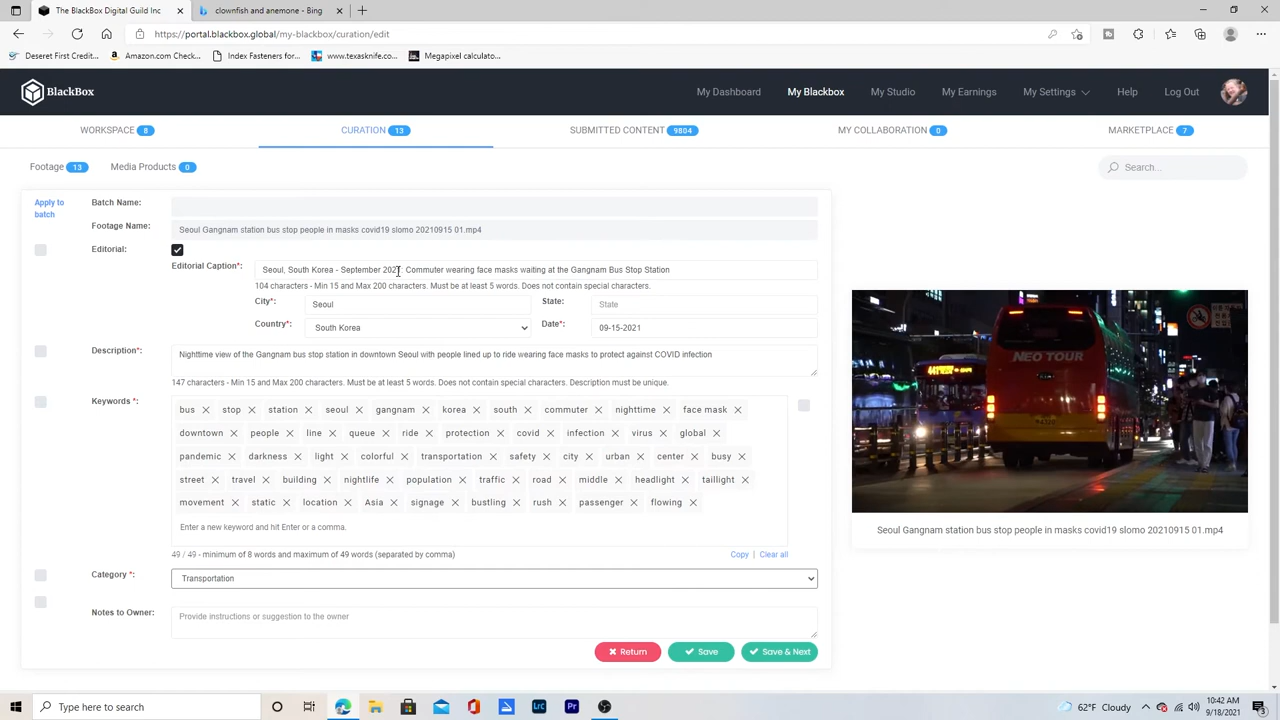 The BlackBox Digital Guild Inc
clown and anemone - Bing
https://portal.blackbox.global/my-blackbox/curation/edit
Deseret First Credit...
Amazon.com Check...
Index Fasteners for...
www.texasknife.co...
Megapixel calculato...
BlackBox
My Dashboard
My Blackbox
My Studio
My Earnings
My Settings
Help
Log Out
WORKSPACE 8
CURATION 13
SUBMITTED CONTENT 9804
MY COLLABORATION 0
MARKETPLACE 7
Footage 13
Media Products 0
Search...
Apply to batch
Batch Name:
Footage Name:
Seoul Gangnam station bus stop people in masks covid19 slomo 20210915 01.mp4
Editorial:
Editorial Caption*:
Seoul, South Korea - September 2021: Commuter wearing face masks waiting at the Gangnam Bus Stop Station
104 characters - Min 15 and Max 200 characters. Must be at least 5 words. Does not contain special characters.
City*: Seoul
State: State
Country*: South Korea
Date*: 09-15-2021
Description*:
Nighttime view of the Gangnam bus stop station in downtown Seoul with people lined up to ride wearing face masks to protect against COVID infection
147 characters - Min 15 and Max 200 characters. Must be at least 5 words. Does not contain special characters. Description must be unique.
Keywords *:
bus stop station seoul gangnam korea south commuter nighttime face mask
downtown people line queue ride protection covid infection virus global
pandemic darkness light colorful transportation safety city urban center busy
street travel building nightlife population traffic road middle headlight taillight
movement static location Asia signage bustling rush passenger flowing
Enter a new keyword and hit Enter or a comma.
49 / 49 - minimum of 8 words and maximum of 49 words (separated by comma)
Copy | Clear all
Category *:
Transportation
Notes to Owner:
Provide instructions or suggestion to the owner
Return
Save
Save & Next
NEO TOUR
Seoul Gangnam station bus stop people in masks covid19 slomo 20210915 01.mp4
Type here to search
Lrc
Pr
62°F Cloudy
10:42 AM
9/18/2021
3